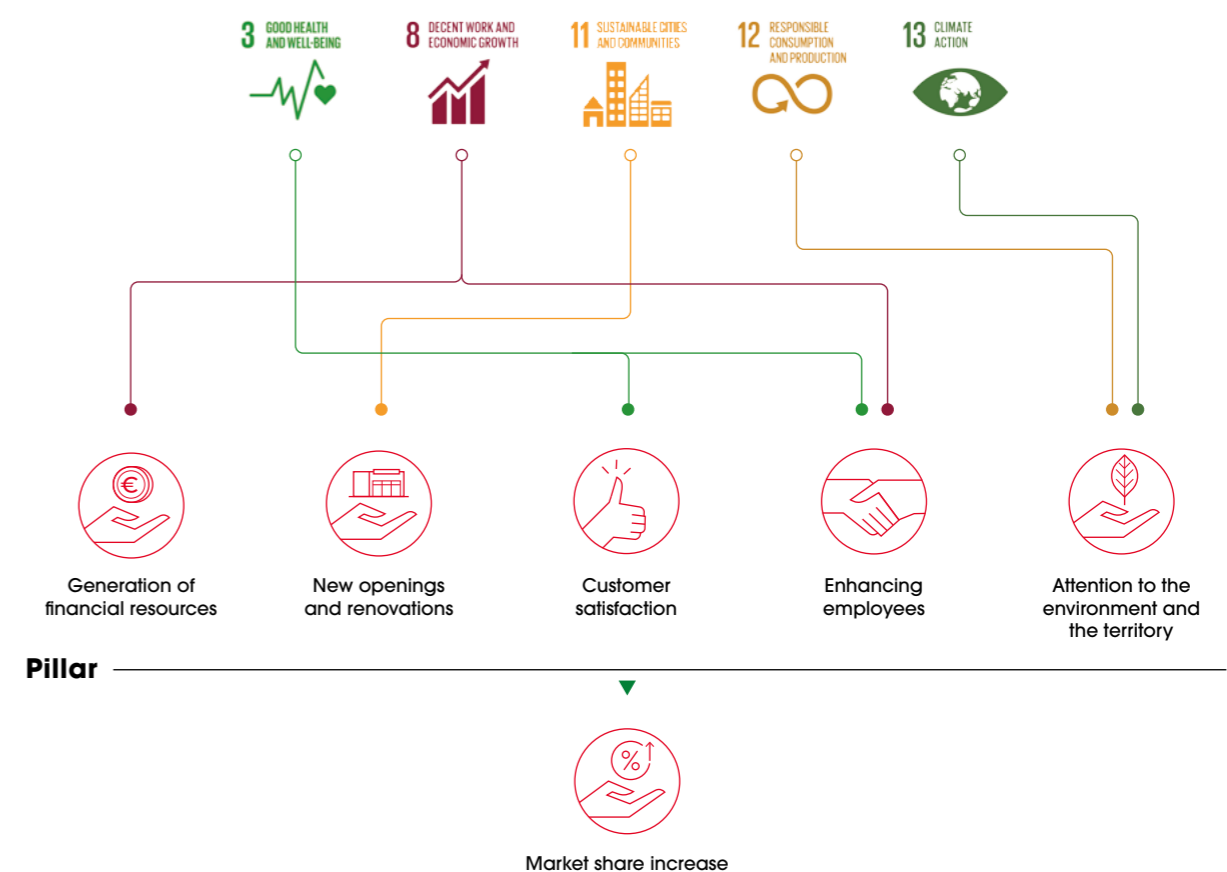 3 GOOD HEALTH
AND WELL-BEING
8 DECENT WORK AND
ECONOMIC GROWTH
11 SUSTAINABLE CITIES
AND COMMUNITIES
12 RESPONSIBLE
CONSUMPTION
AND PRODUCTION
13 CLIMATE
ACTION
€
Generation of
financial resources
New openings
and renovations
Customer
satisfaction
Enhancing
employees
Attention to the
environment and
the territory
Pillar
%
Market share increase